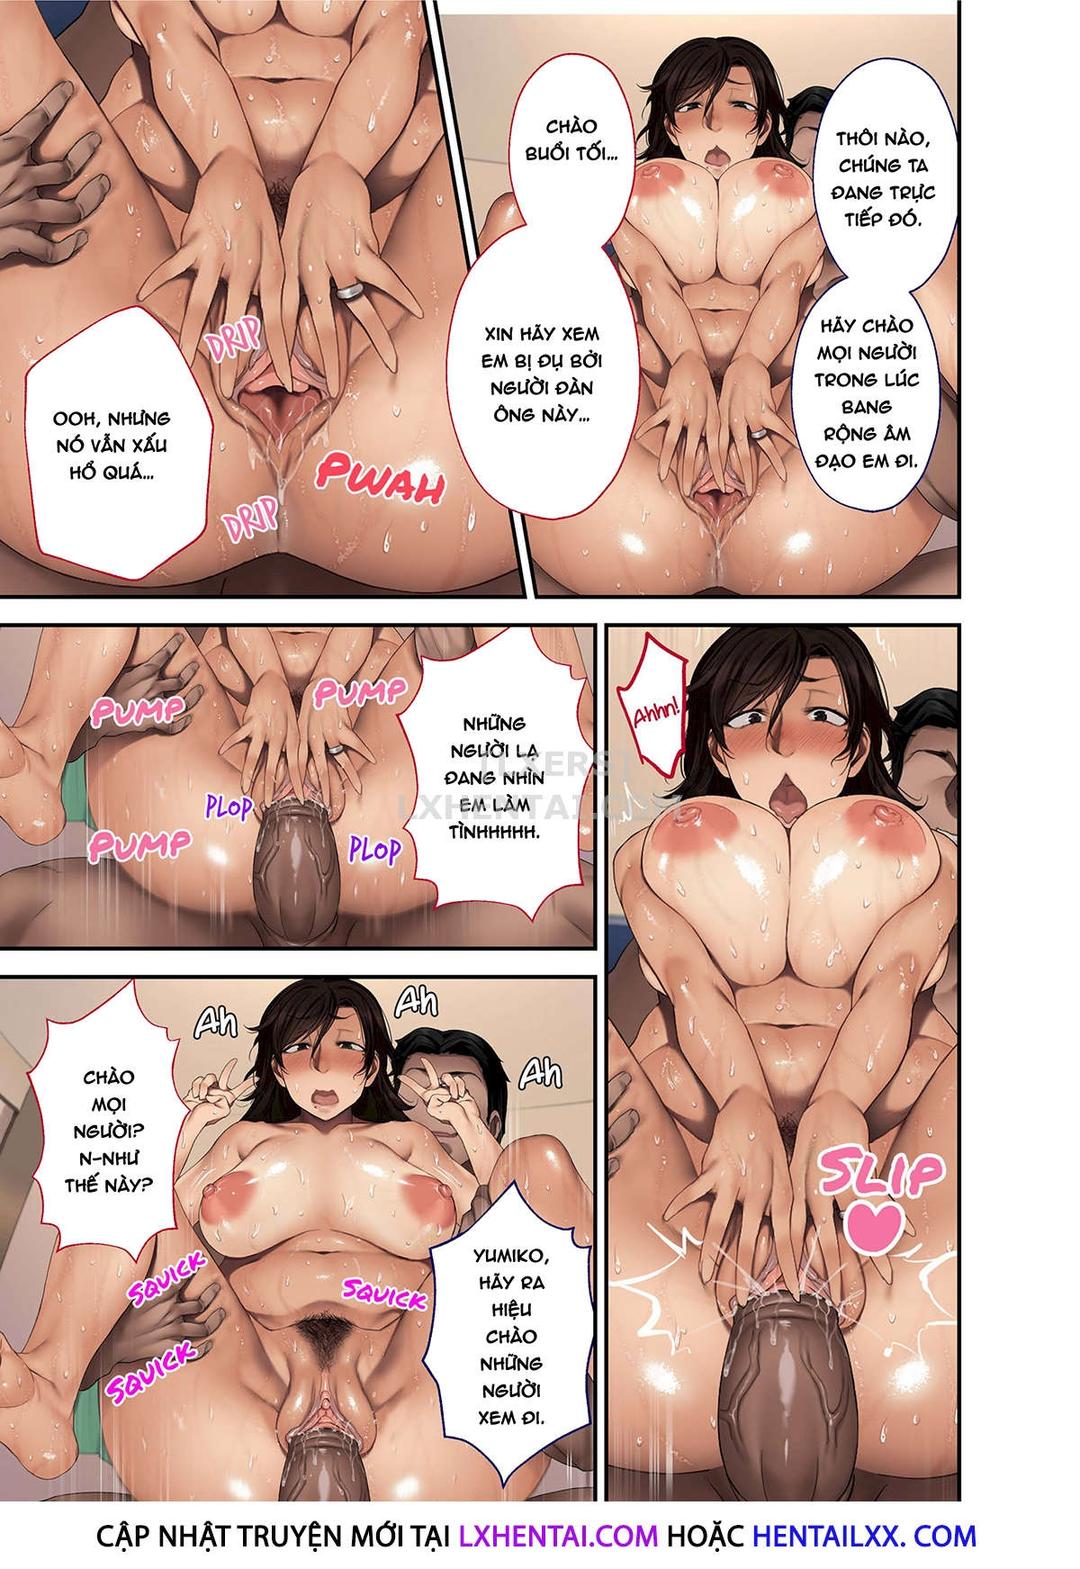 THÔI NÀO,
CHÚNG TA
ĐANG TRỰC
TIẾP ĐÓ.
HÃY CHÀO
MỌI NGƯỜI
TRONG LÚC
BANG
RỘNG ÂM
ĐẠO EM ĐI.
CHÀO
BUỔI TỐI...
XIN HÃY XEM
EM BỊ ĐỤ BỞI
NGƯỜI ĐÀN
ÔNG NÀY...
DRIP
OOH, NHƯNG
NÓ VẪN XẤU
HỔ QUÁ...
PWAH
DRIP
Ahhn!
SLIP
NHỮNG
NGƯỜI LẠ
ĐANG NHÌN
EM LÀM
TÌNHHHHH.
PUMP
PUMP
PLOP
PUMP
PLOP
LXHENTAI.COM
Ah
Ah
Ah
CHÀO
MỌI
NGƯỜI?
N-NHƯ
THẾ NÀY?
YUMIKO,
HÃY RA
HIỆU
CHÀO
NHỮNG
NGƯỜI
XEM ĐI.
SQUICK
SQUICK
SQUICK
CẬP NHẬT TRUYỆN MỚI TẠI LXHENTAI.COM HOẶC HENTAILXX. COM